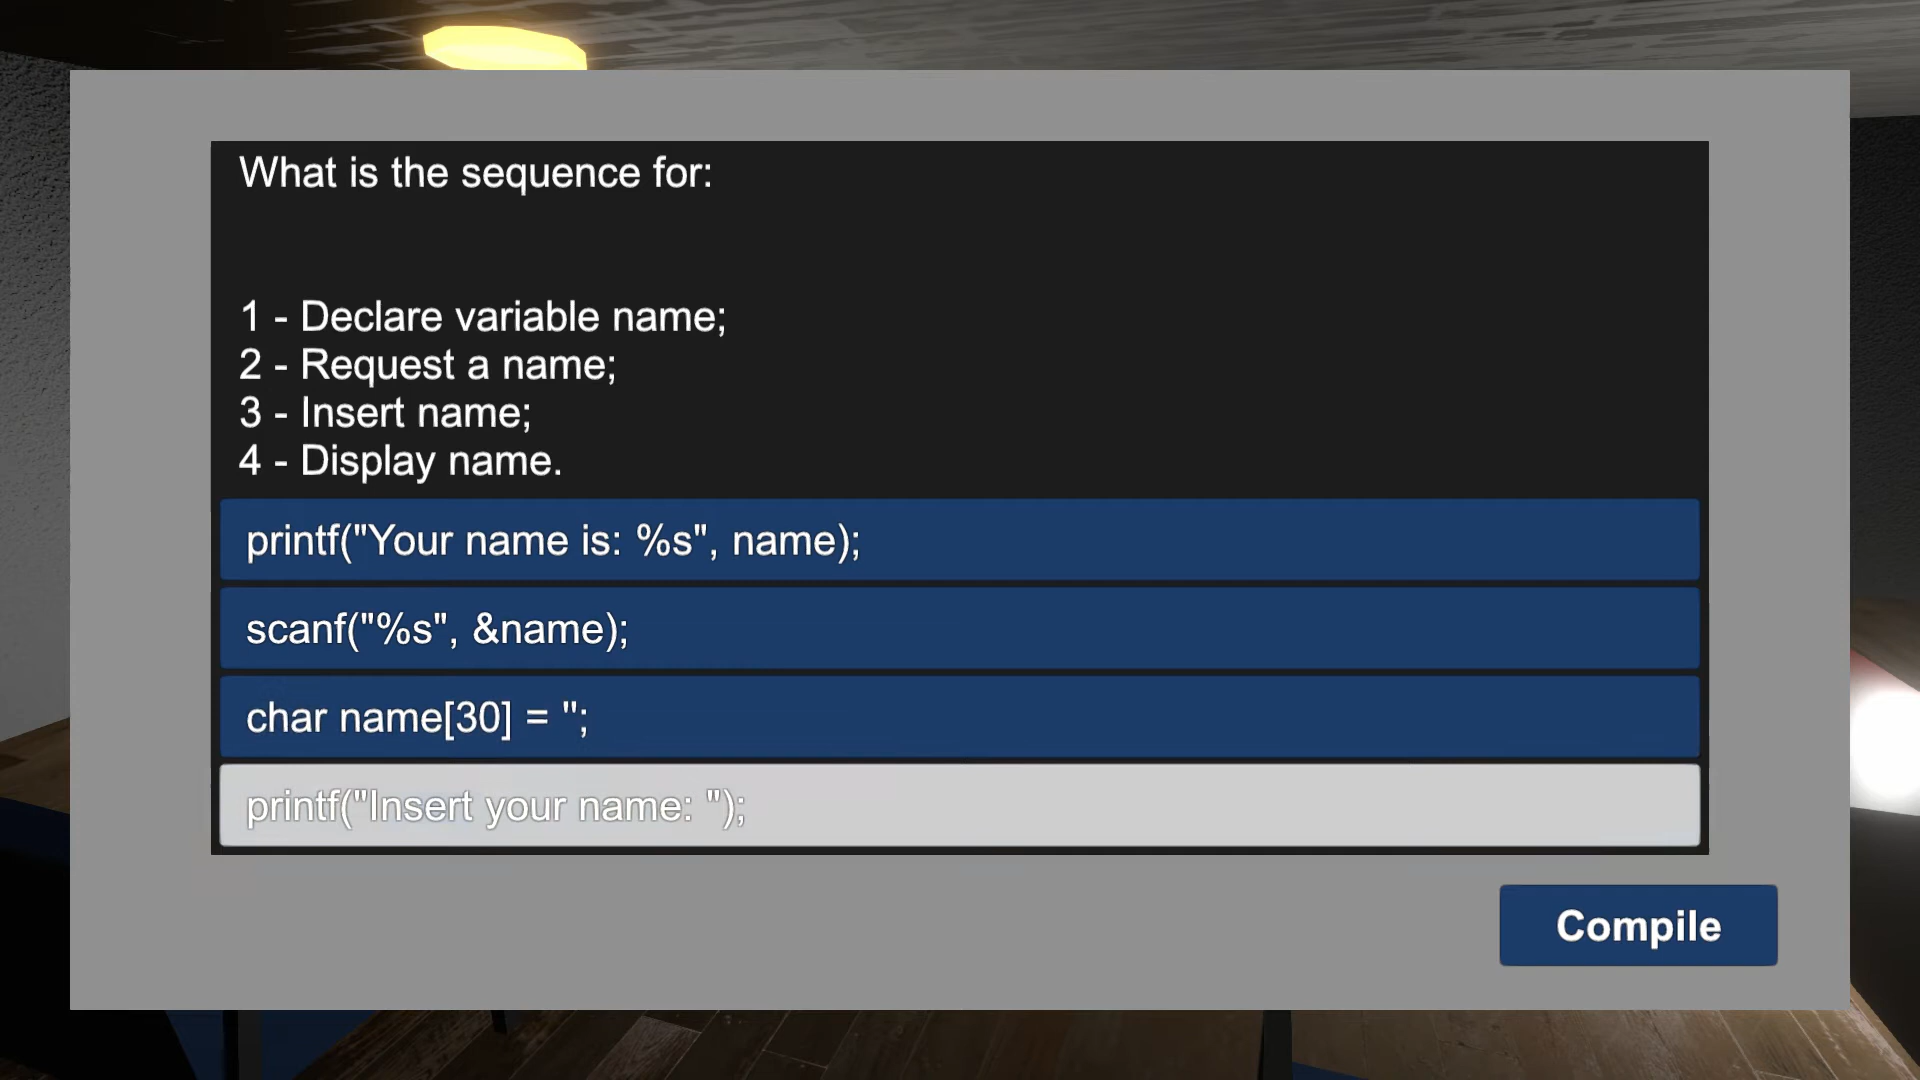 What is the sequence for:
1 - Declare variable name;
2 - Request a name;
3 - Insert name;
4 - Display name.
printf("Your name is: %s", name);
scanf("%s", &name);
char name[30] = ";
printf("Insert your name: ");
Compile